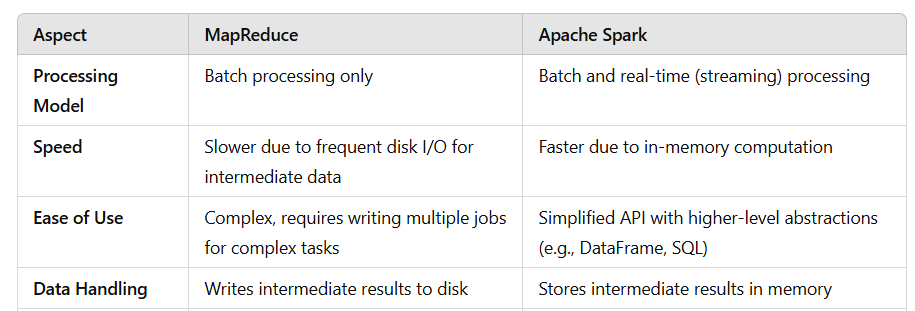 Aspect MapReduce Apache Spark
Processing Model Batch processing only Batch and real-time (streaming) processing
Speed Slower due to frequent disk I/O for intermediate data Faster due to in-memory computation
Ease of Use Complex, requires writing multiple jobs for complex tasks Simplified API with higher-level abstractions (e.g., DataFrame, SQL)
Data Handling Writes intermediate results to disk Stores intermediate results in memory